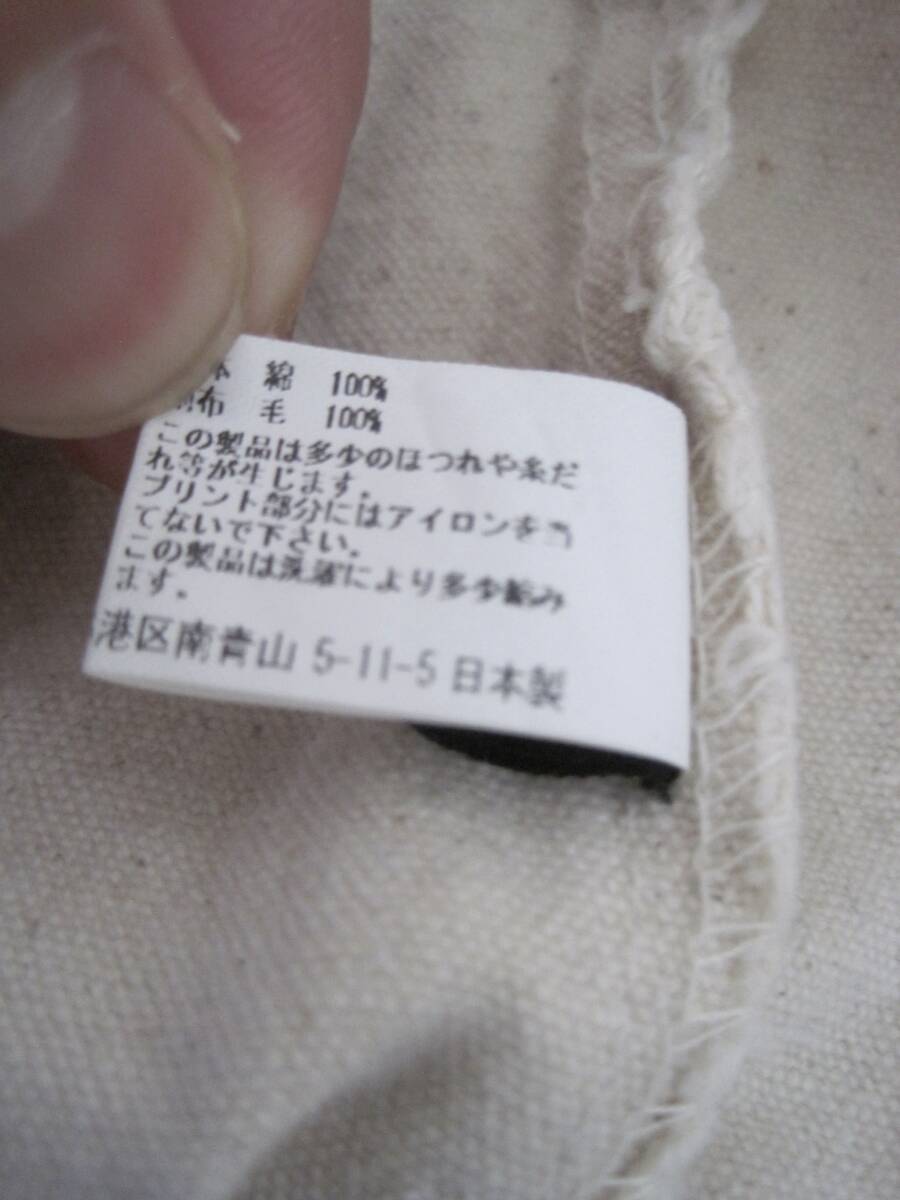 体 綿 100%
布 毛 100%
この製品は多少のほつれや糸だ
れ等が生じます。
プリント部分にはアイロンを当
てないで下さい。
この製品は洗濯により多少縮み
ます。
港区南青山 5-11-5 日本製